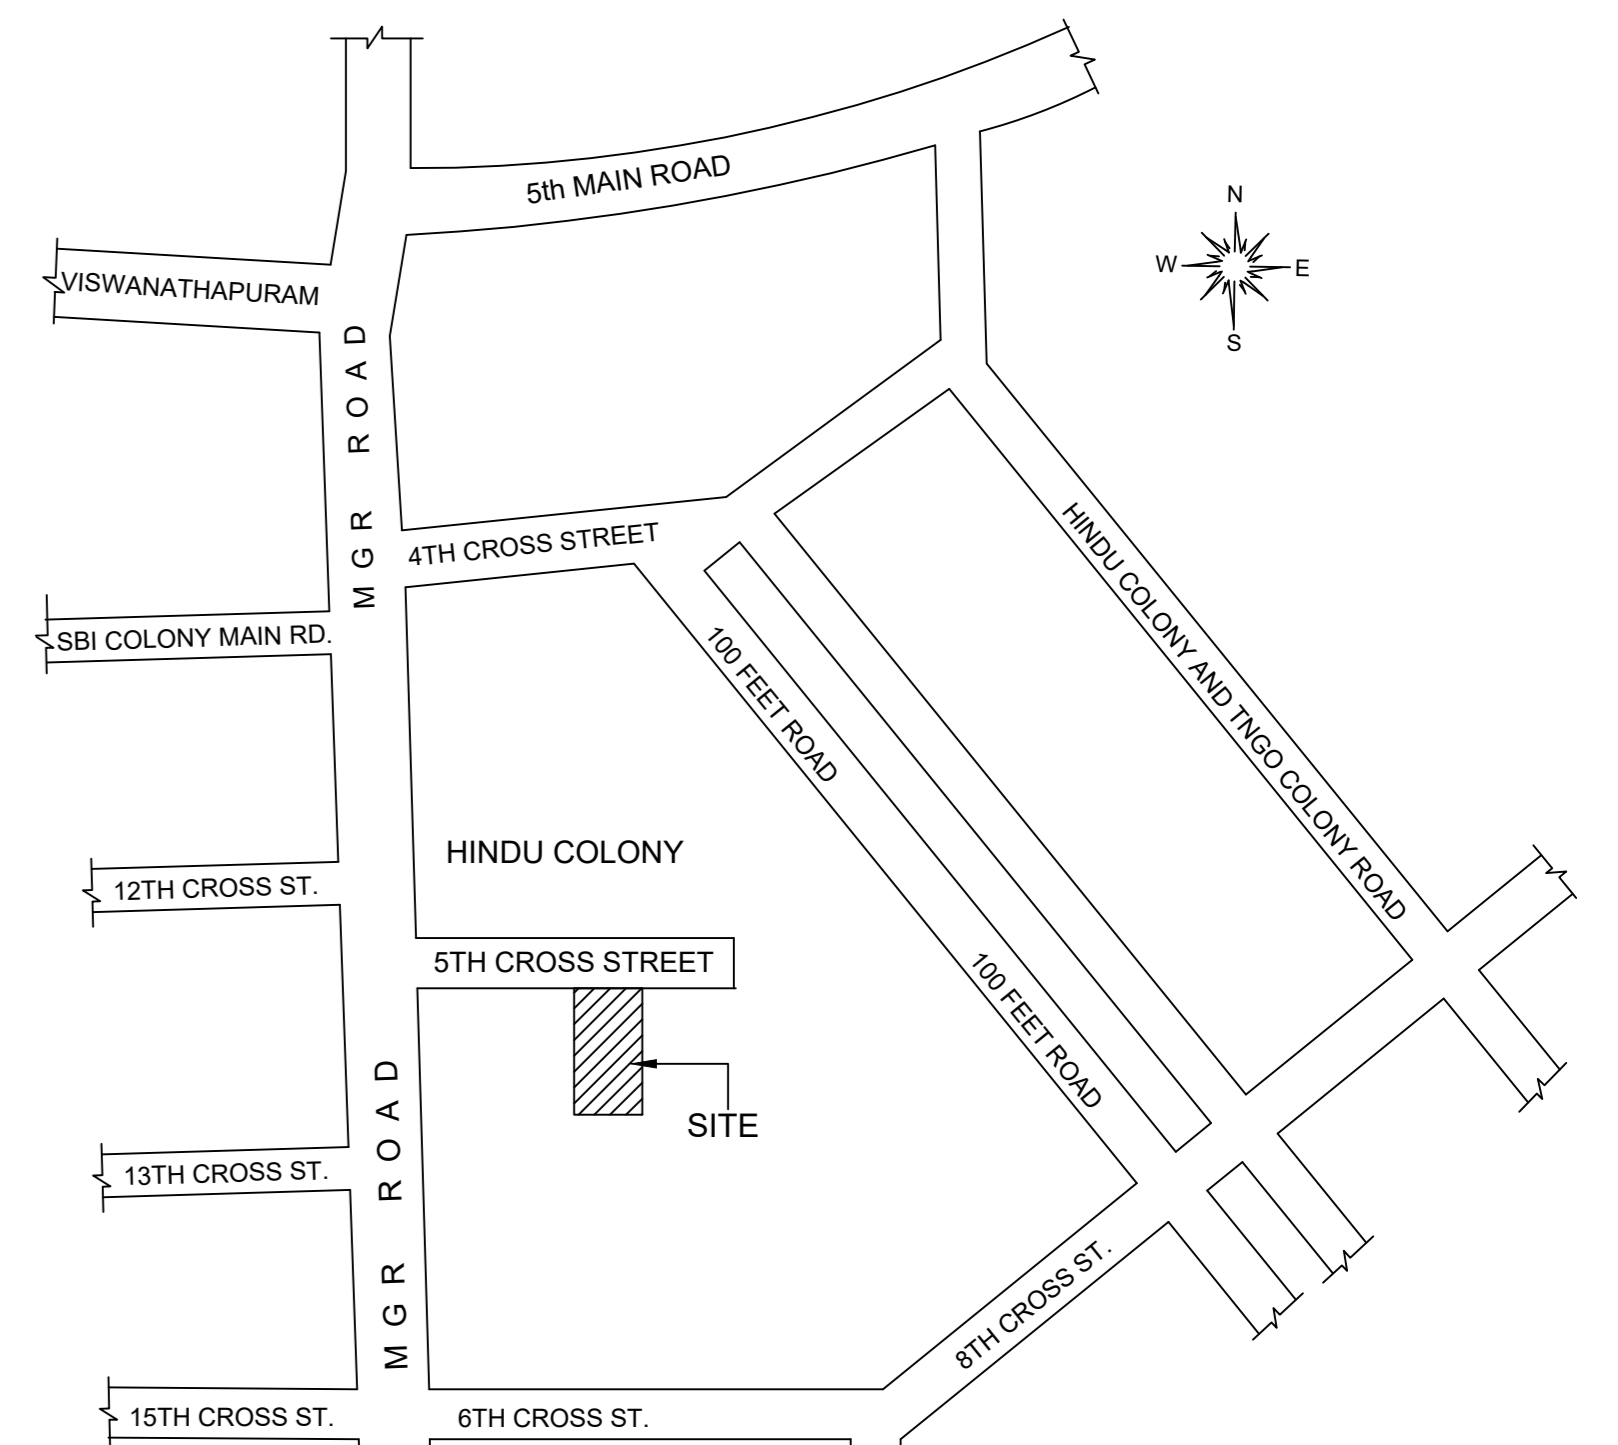 5th MAIN ROAD
N
W
E
S
VISWANATHAPURAM
MGR ROAD
4TH CROSS STREET
HINDU COLONY AND TNGO COLONY ROAD
SBI COLONY MAIN RD.
100 FEET ROAD
HINDU COLONY
12TH CROSS ST.
5TH CROSS STREET
100 FEET ROAD
SITE
13TH CROSS ST.
MGR ROAD
8TH CROSS ST.
15TH CROSS ST.
6TH CROSS ST.